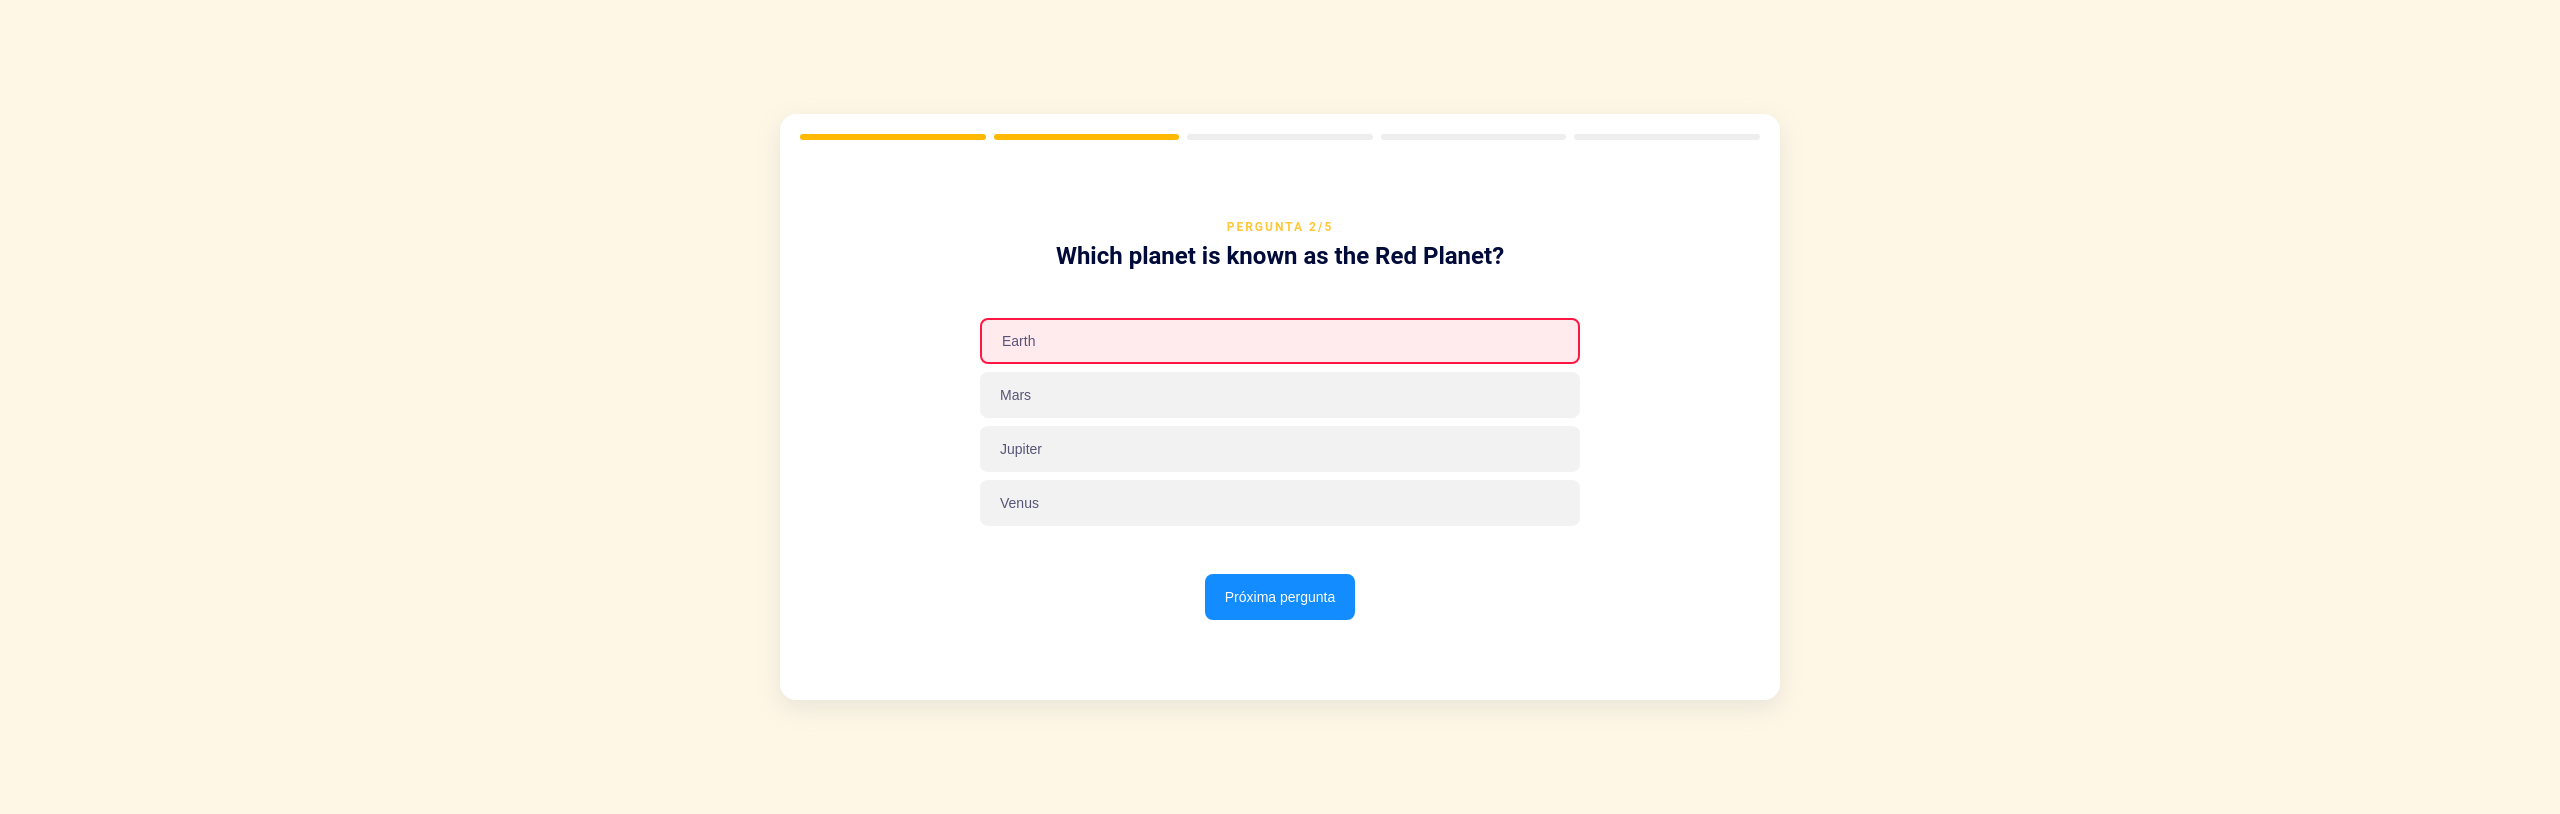 PERGUNTA 2/5
Which planet is known as the Red Planet?
Earth
Mars
Jupiter
Venus
Próxima pergunta